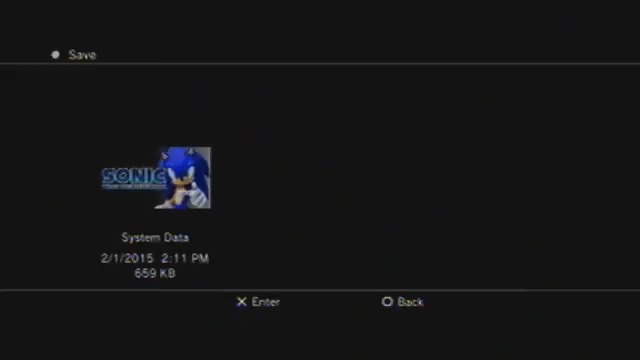 Save
SONIC
System Data
2/1/2015 2:11 PM
659 KB
Enter
Back